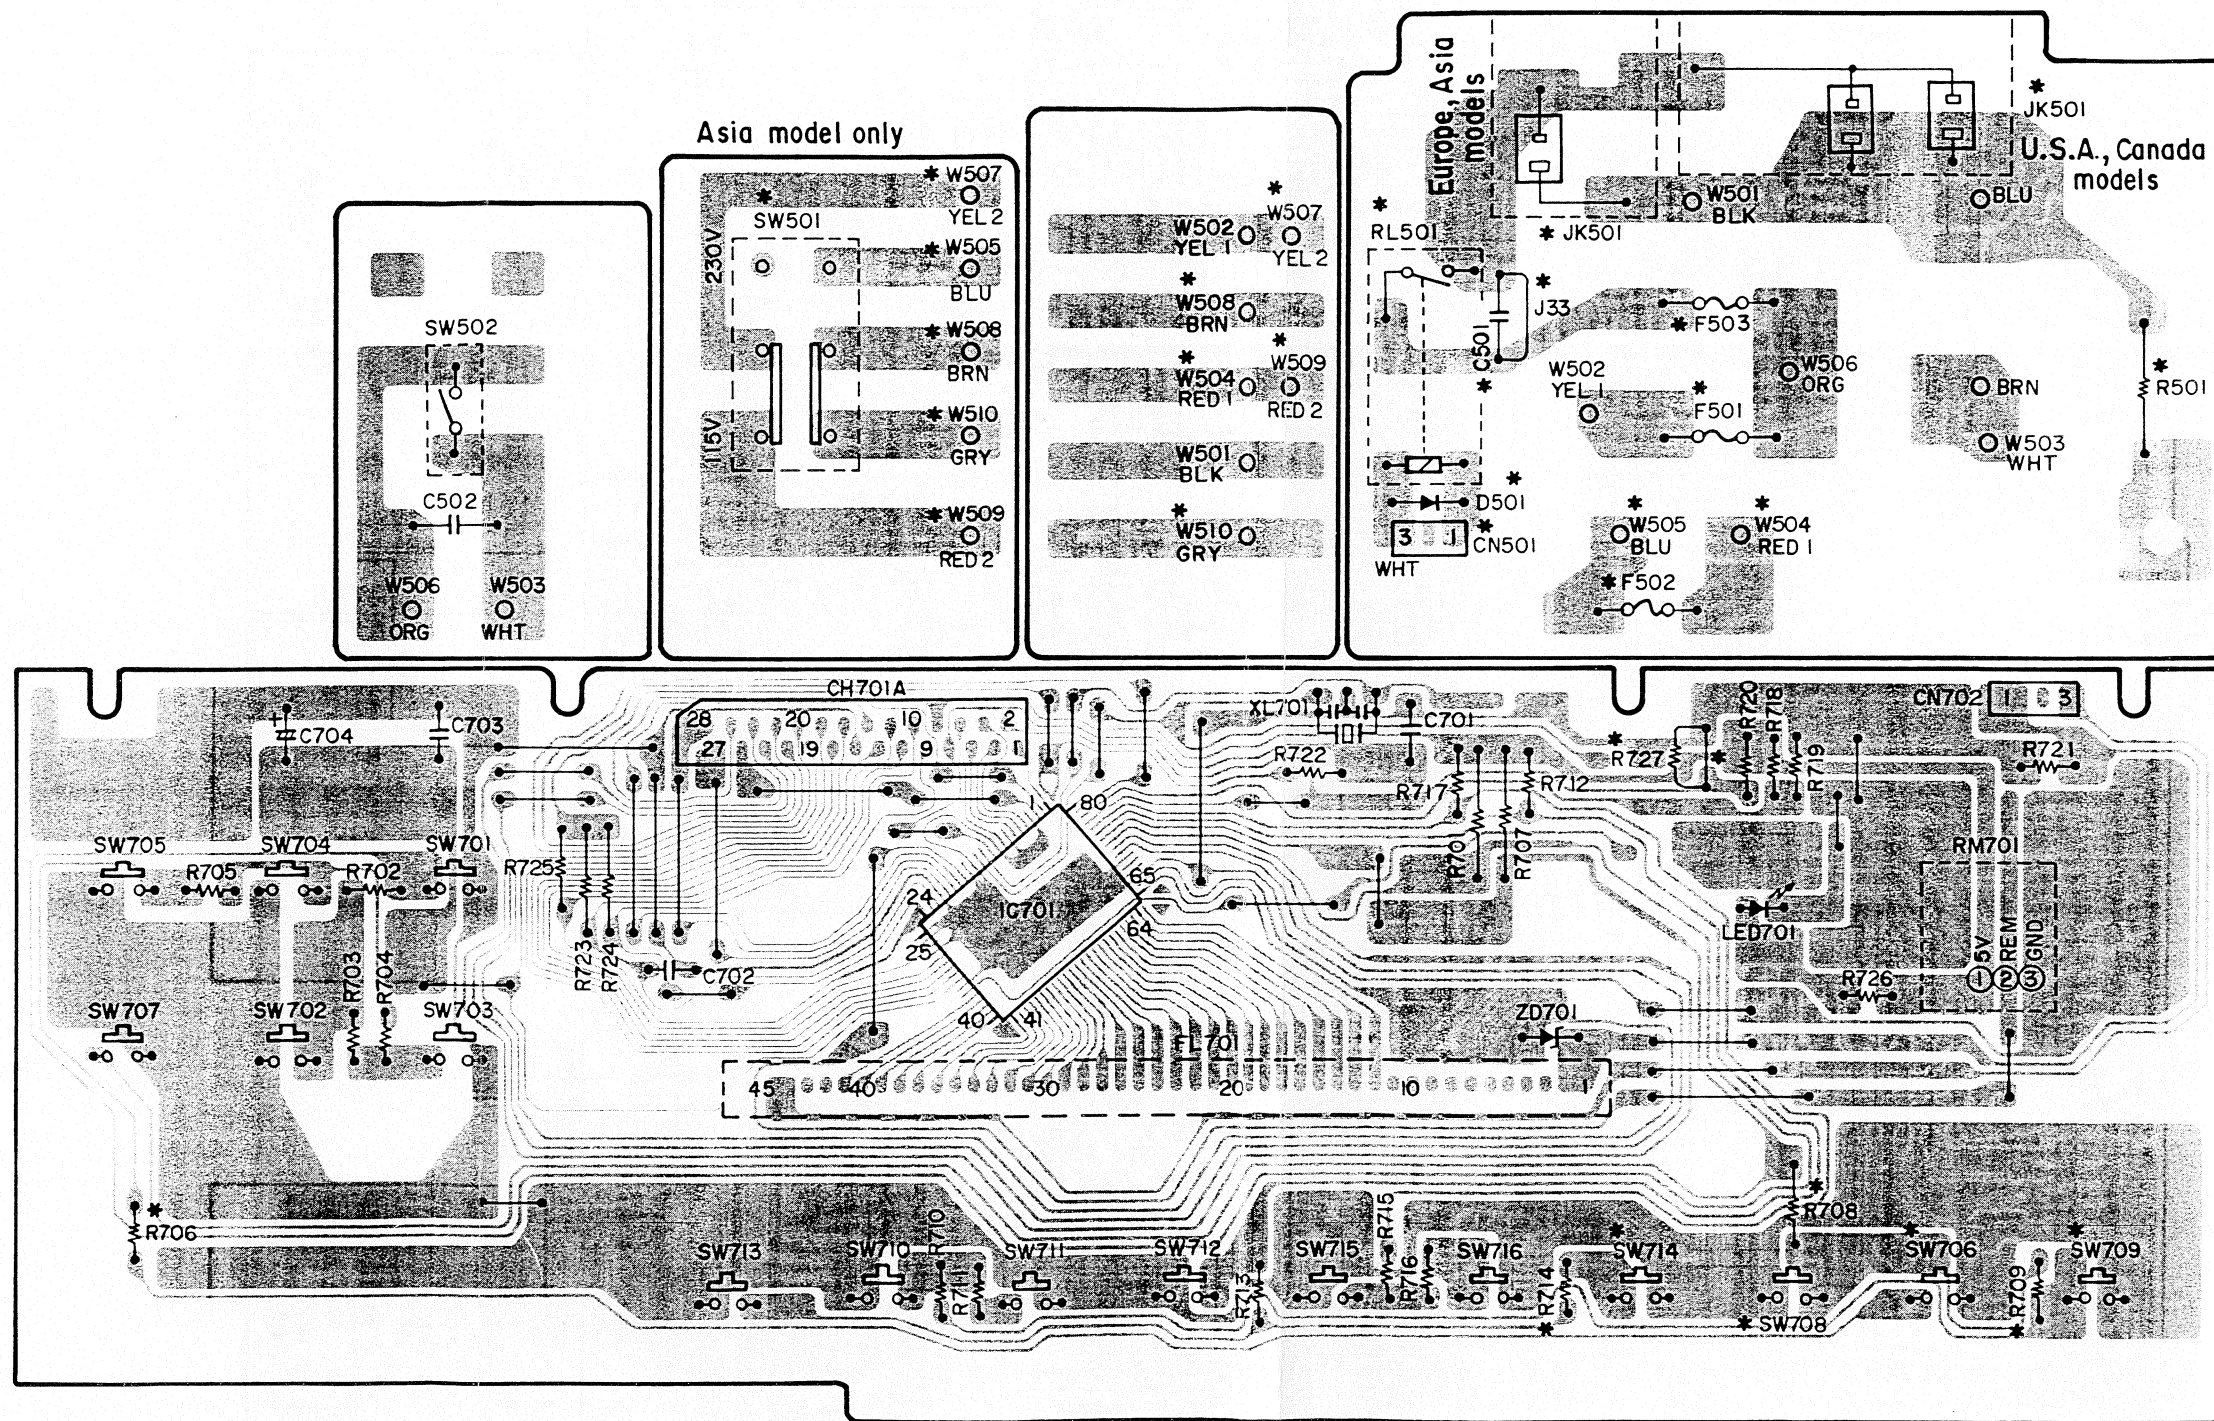 Asia model only
Europe, Asia
models
U.S.A., Canada
models
* JK501
* JK501
SW502
C502
W506
ORG
W503
WHT
* SW501
230V
115V
* W507
YEL 2
* W505
BLU
* W508
BRN
* W510
GRY
* W509
RED 2
W502
YEL 1
* W507
YEL 2
* W508
BRN
* W504
RED 1
* W509
RED 2
W501
BLK
* W510
GRY
* RL501
C501 *
* J33
W501
BLK
BLU
* F503
W502
YEL 1
* F501
W506
ORG
BRN
W503
WHT
* R501
* D501
3 1
* CN501
WHT
* W505
BLU
* W504
RED 1
* F502
CH701A
28 20 10 2
27 19 9 1
+
C704
C703
XL701
C701
R722
R717
R712
R701
R707
* R727 *
R720
R718
R719
CN702 1 3
R721
SW705
SW704
SW701
R705
R702
R725
R723
R724
C702
1 80
24
25
IC701
65
64
40 41
RM701
LED701
5V
REM
GND
1 2 3
R726
R703
R704
SW707
SW702
SW703
ZD701
FL701
45 40 30 20 10 1
* R706
SW713
SW710
R710
R711
SW711
SW712
R713
SW715
R715
R716
SW716
R714 *
* SW714
* R708
* SW708
* SW706
R709 *
* SW709